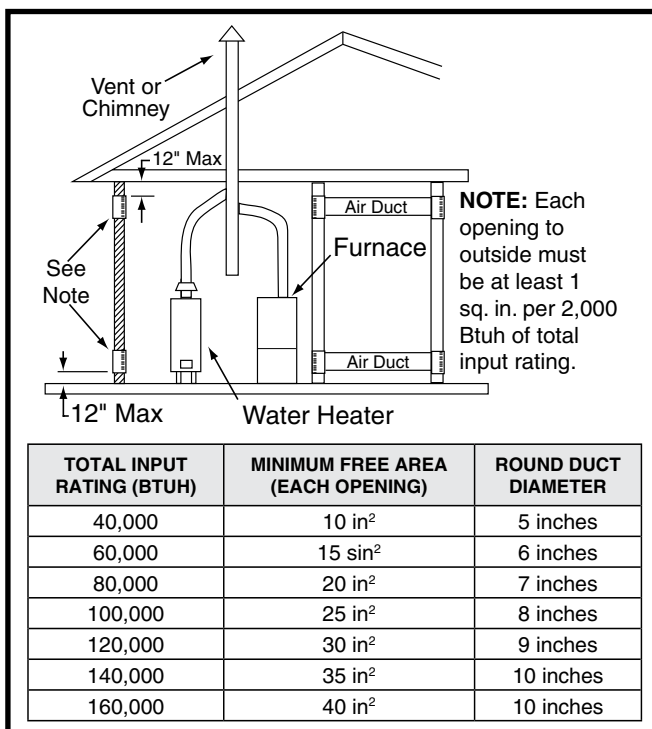 Vent or
Chimney
12" Max
Air Duct
NOTE: Each
opening to
outside must
be at least 1
sq. in. per 2,000
Btuh of total
input rating.
Furnace
See
Note
Air Duct
12" Max
Water Heater
TOTAL INPUT RATING (BTUH) MINIMUM FREE AREA (EACH OPENING) ROUND DUCT DIAMETER
40,000 10 in² 5 inches
60,000 15 sin² 6 inches
80,000 20 in² 7 inches
100,000 25 in² 8 inches
120,000 30 in² 9 inches
140,000 35 in² 10 inches
160,000 40 in² 10 inches